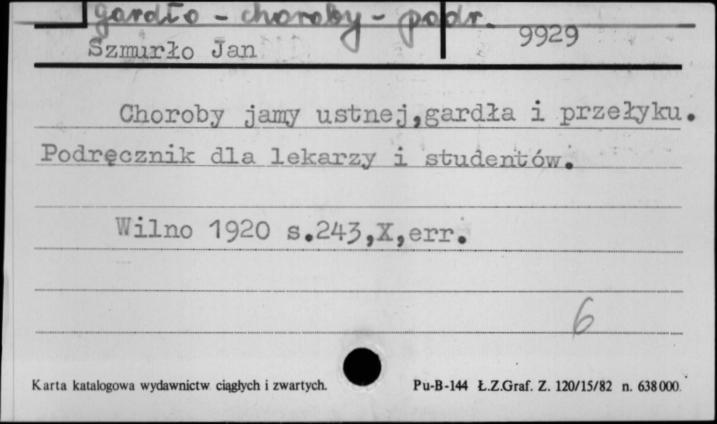 gardło - choroby - podr.
Szmurło Jan 9929
Choroby jamy ustnej,gardła i przełyku.
Podręcznik dla lekarzy i studentów.
Wilno 1920 s.243,X,err.
6
Karta katalogowa wydawnictw ciągłych i zwartych. Pu-B-144 Ł.Z.Graf. Z. 120/15/82 n. 638000.